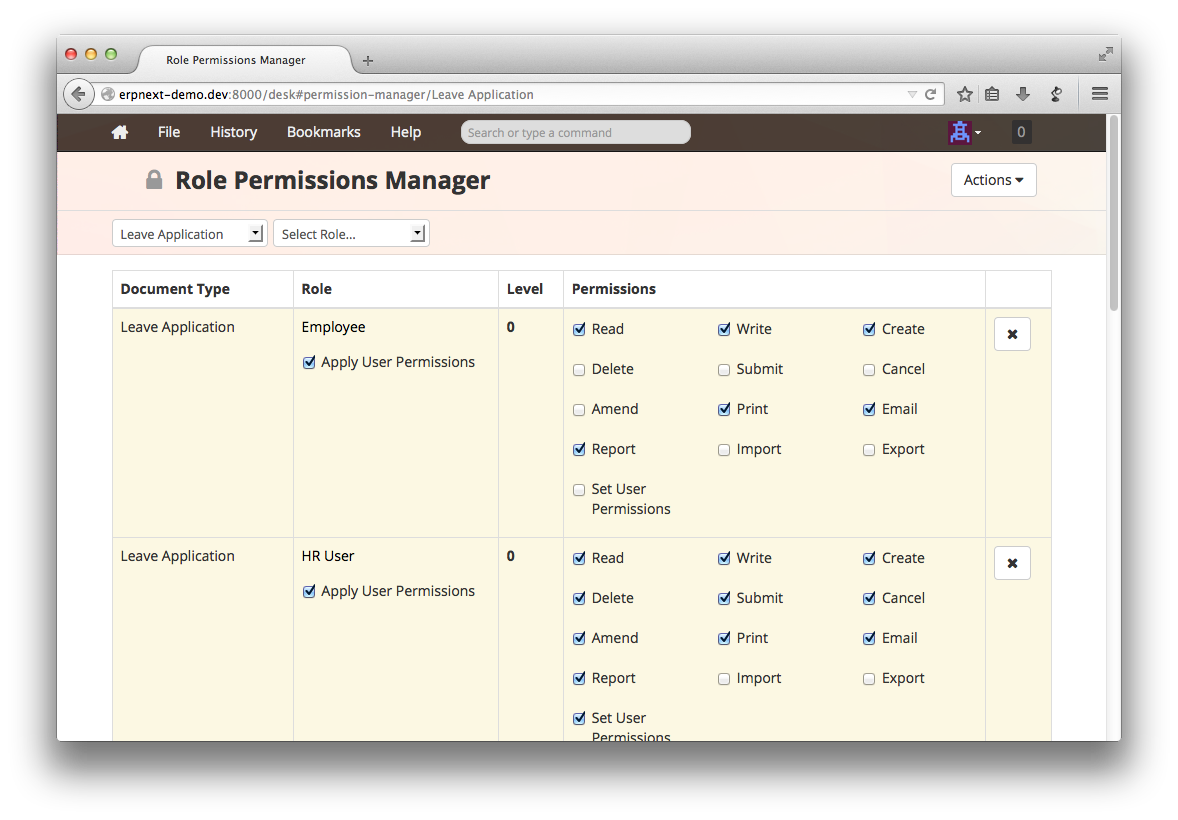 Role Permissions Manager
erpnext-demo.dev:8000/desk#permission-manager/Leave Application
File History Bookmarks Help Search or type a command 0
Role Permissions Manager Actions
Leave Application Select Role...
Document Type Role Level Permissions
Leave Application Employee 0 Read Write Create
Apply User Permissions
Delete Submit Cancel
Amend Print Email
Report Import Export
Set User
Permissions
Leave Application HR User 0 Read Write Create
Apply User Permissions
Delete Submit Cancel
Amend Print Email
Report Import Export
Set User
Permissions